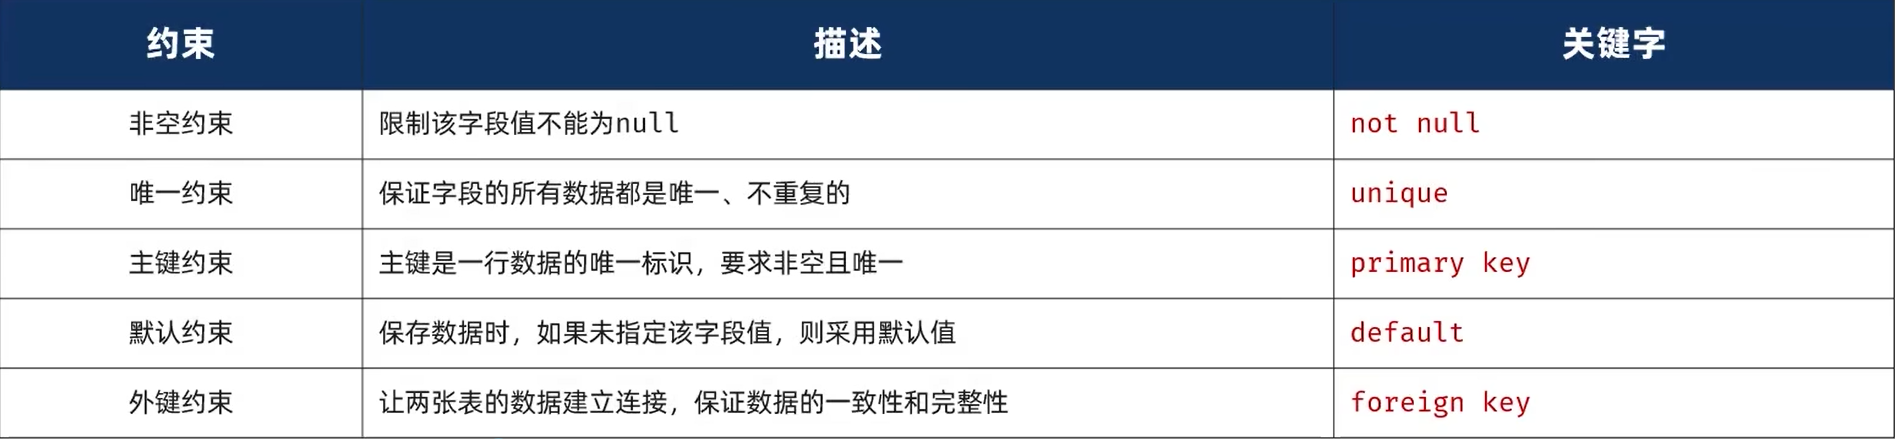 约束 描述 关键字
非空约束 限制该字段值不能为null not null
唯一约束 保证字段的所有数据都是唯一、不重复的 unique
主键约束 主键是一行数据的唯一标识，要求非空且唯一 primary key
默认约束 保存数据时，如果未指定该字段值，则采用默认值 default
外键约束 让两张表的数据建立连接，保证数据的一致性和完整性 foreign key